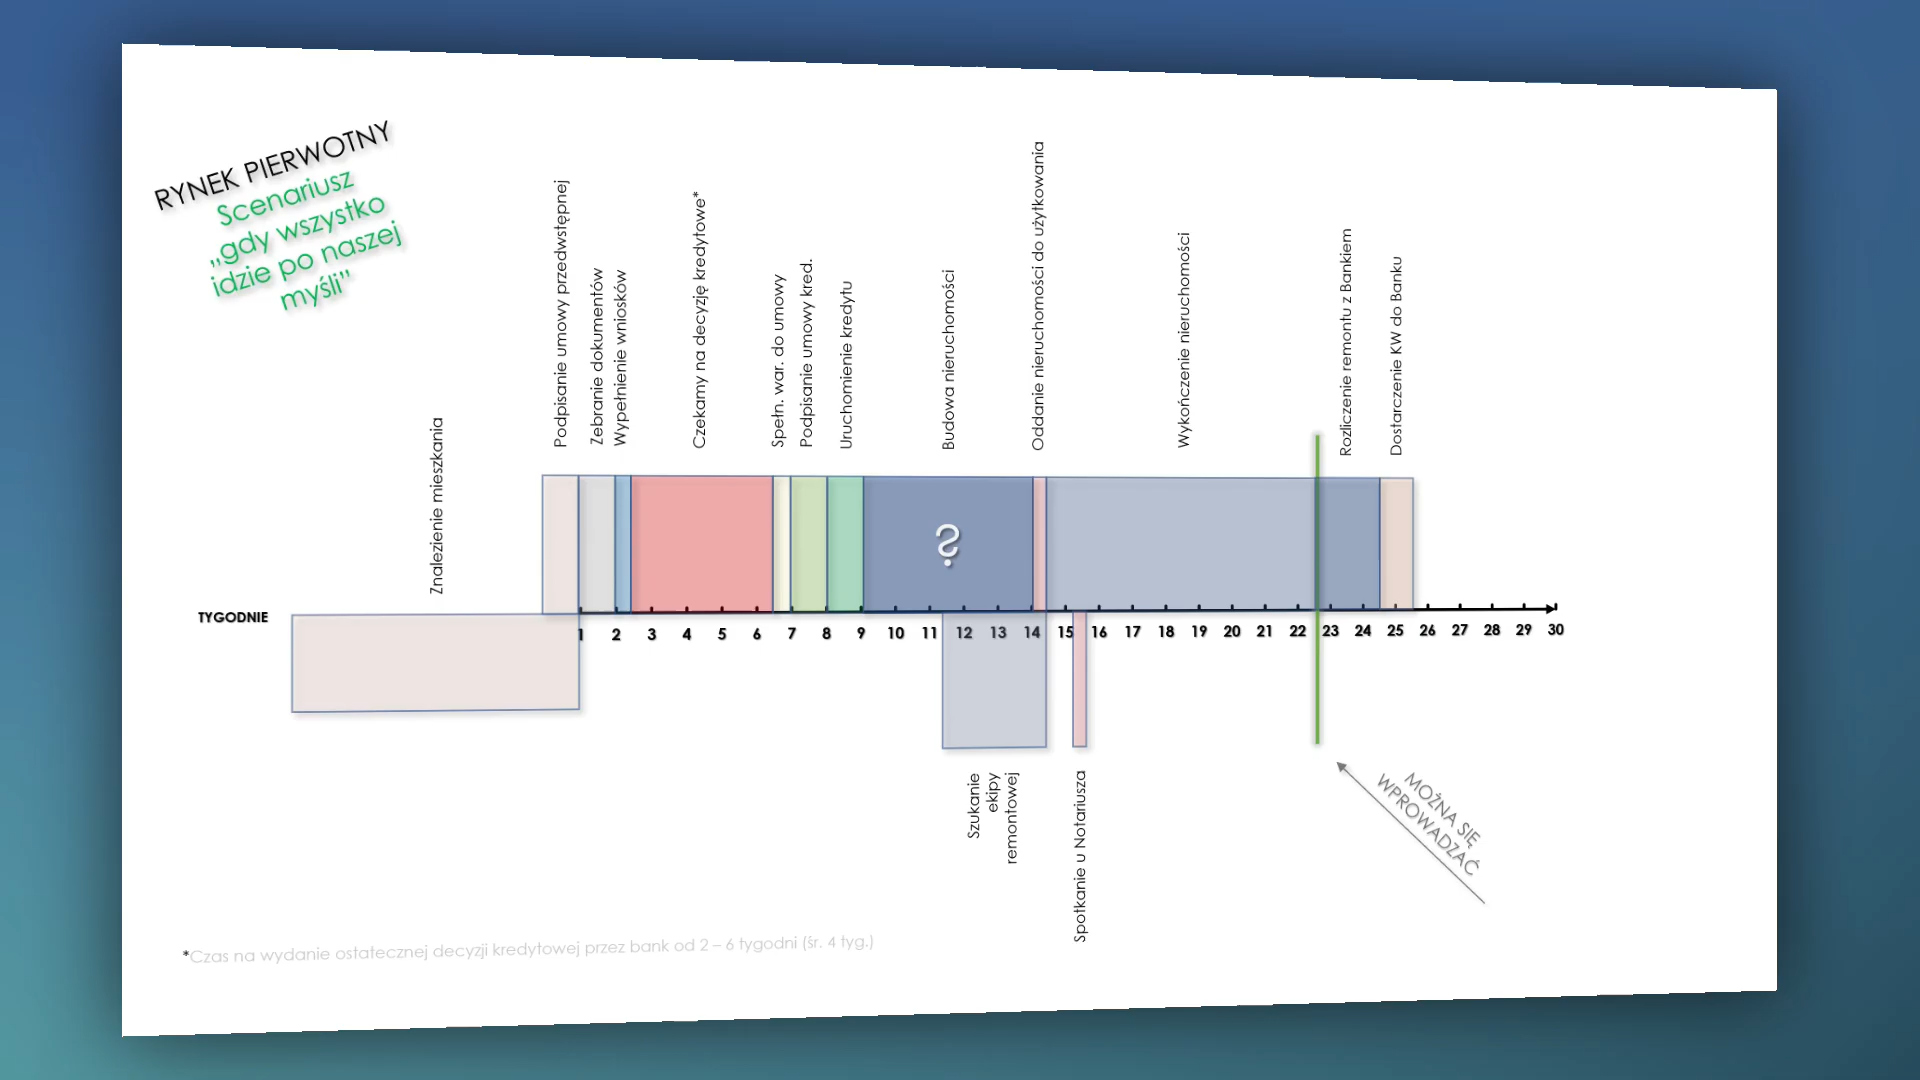 RYNEK PIERWOTNY
Scenariusz
„gdy wszystko
idzie po naszej
myśli”
Znalezienie mieszkania
Podpisanie umowy przedwstępnej
Zebranie dokumentów
Wypełnienie wniosków
Czekamy na decyzję kredytowe*
Spełn. war. do umowy
Podpisanie umowy kred.
Uruchomienie kredytu
Budowa nieruchomości
Oddanie nieruchomości do użytkowania
Wykończenie nieruchomości
Rozliczenie remontu z Bankiem
Dostarczenie KW do Banku
?
TYGODNIE
1 2 3 4 5 6 7 8 9 10 11 12 13 14 15 16 17 18 19 20 21 22 23 24 25 26 27 28 29 30
Szukanie
ekipy
remontowej
Spotkanie u Notariusza
MOŻNA SIĘ
WPROWADZAĆ
*Czas na wydanie ostatecznej decyzji kredytowej przez bank od 2 – 6 tygodni (śr. 4 tyg.)